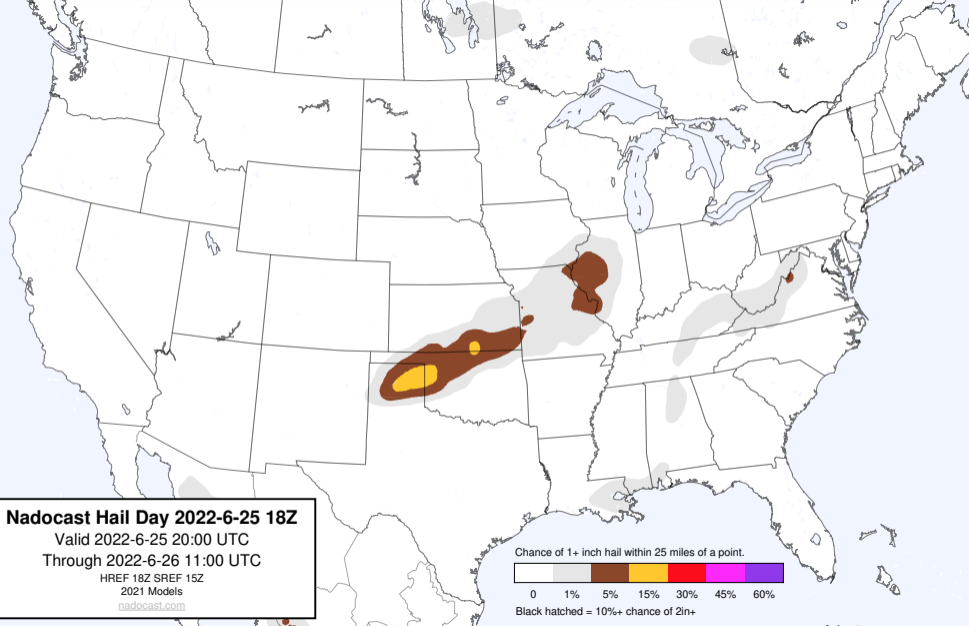 Nadocast Hail Day 2022-6-25 18Z
Valid 2022-6-25 20:00 UTC
Through 2022-6-26 11:00 UTC
HREF 18Z SREF 15Z
2021 Models
nadocast.com
Chance of 1+ inch hail within 25 miles of a point.
0 1% 5% 15% 30% 45% 60%
Black hatched = 10%+ chance of 2in+